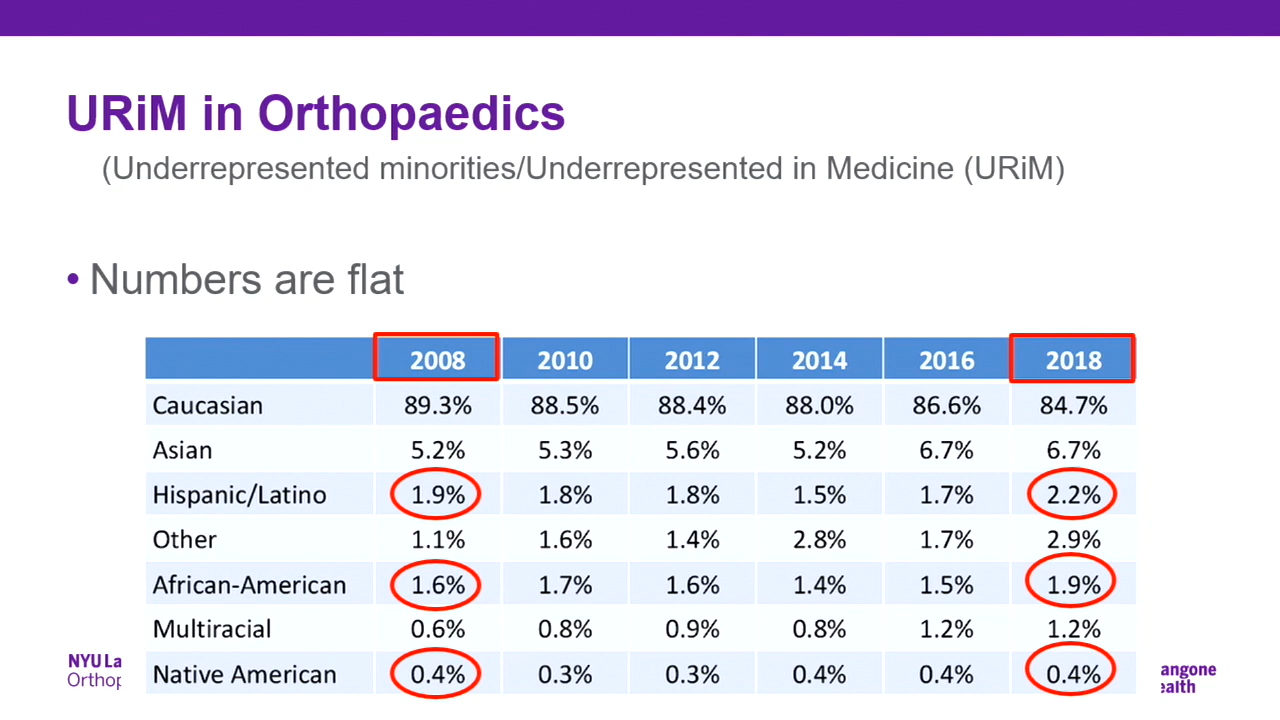 URiM in Orthopaedics
(Underrepresented minorities/Underrepresented in Medicine (URiM)
• Numbers are flat
2008 2010 2012 2014 2016 2018
Caucasian 89.3% 88.5% 88.4% 88.0% 86.6% 84.7%
Asian 5.2% 5.3% 5.6% 5.2% 6.7% 6.7%
Hispanic/Latino 1.9% 1.8% 1.8% 1.5% 1.7% 2.2%
Other 1.1% 1.6% 1.4% 2.8% 1.7% 2.9%
African-American 1.6% 1.7% 1.6% 1.4% 1.5% 1.9%
Multiracial 0.6% 0.8% 0.9% 0.8% 1.2% 1.2%
Native American 0.4% 0.3% 0.3% 0.4% 0.4% 0.4%
NYU La
Orthop
angone
ealth